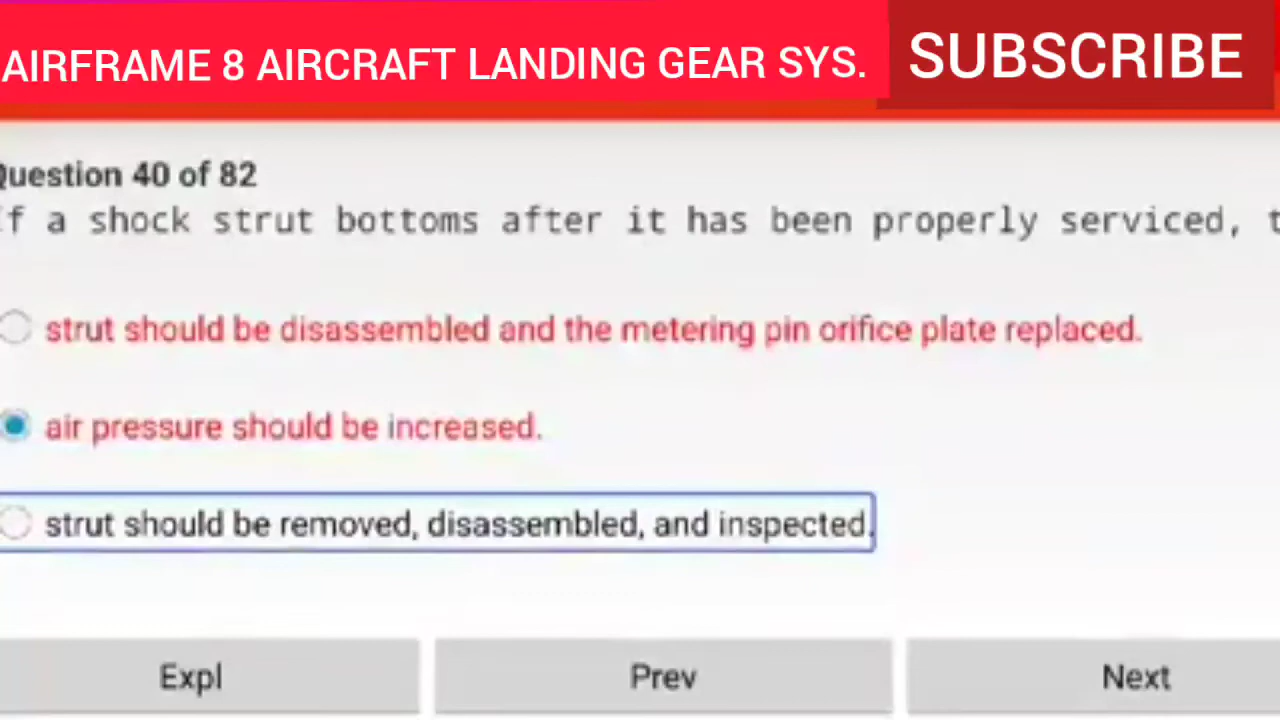 AIRFRAME 8 AIRCRAFT LANDING GEAR SYS.
SUBSCRIBE
Question 40 of 82
If a shock strut bottoms after it has been properly serviced, t
strut should be disassembled and the metering pin orifice plate replaced.
air pressure should be increased.
strut should be removed, disassembled, and inspected.
Expl
Prev
Next